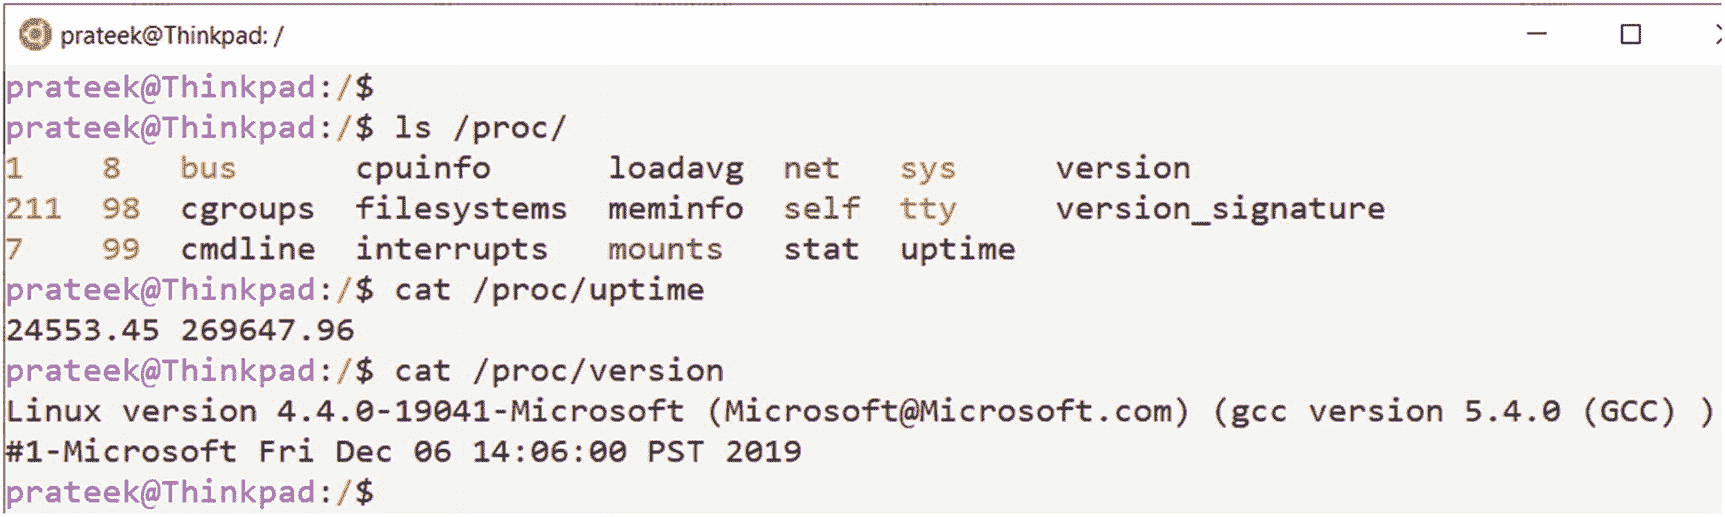 prateek@Thinkpad: /
prateek@Thinkpad:/$
prateek@Thinkpad:/$ ls /proc/
1 8 bus cpuinfo loadavg net sys version
211 98 cgroups filesystems meminfo self tty version_signature
7 99 cmdline interrupts mounts stat uptime
prateek@Thinkpad:/$ cat /proc/uptime
24553.45 269647.96
prateek@Thinkpad:/$ cat /proc/version
Linux version 4.4.0-19041-Microsoft (Microsoft@Microsoft.com) (gcc version 5.4.0 (GCC) )
#1-Microsoft Fri Dec 06 14:06:00 PST 2019
prateek@Thinkpad:/$